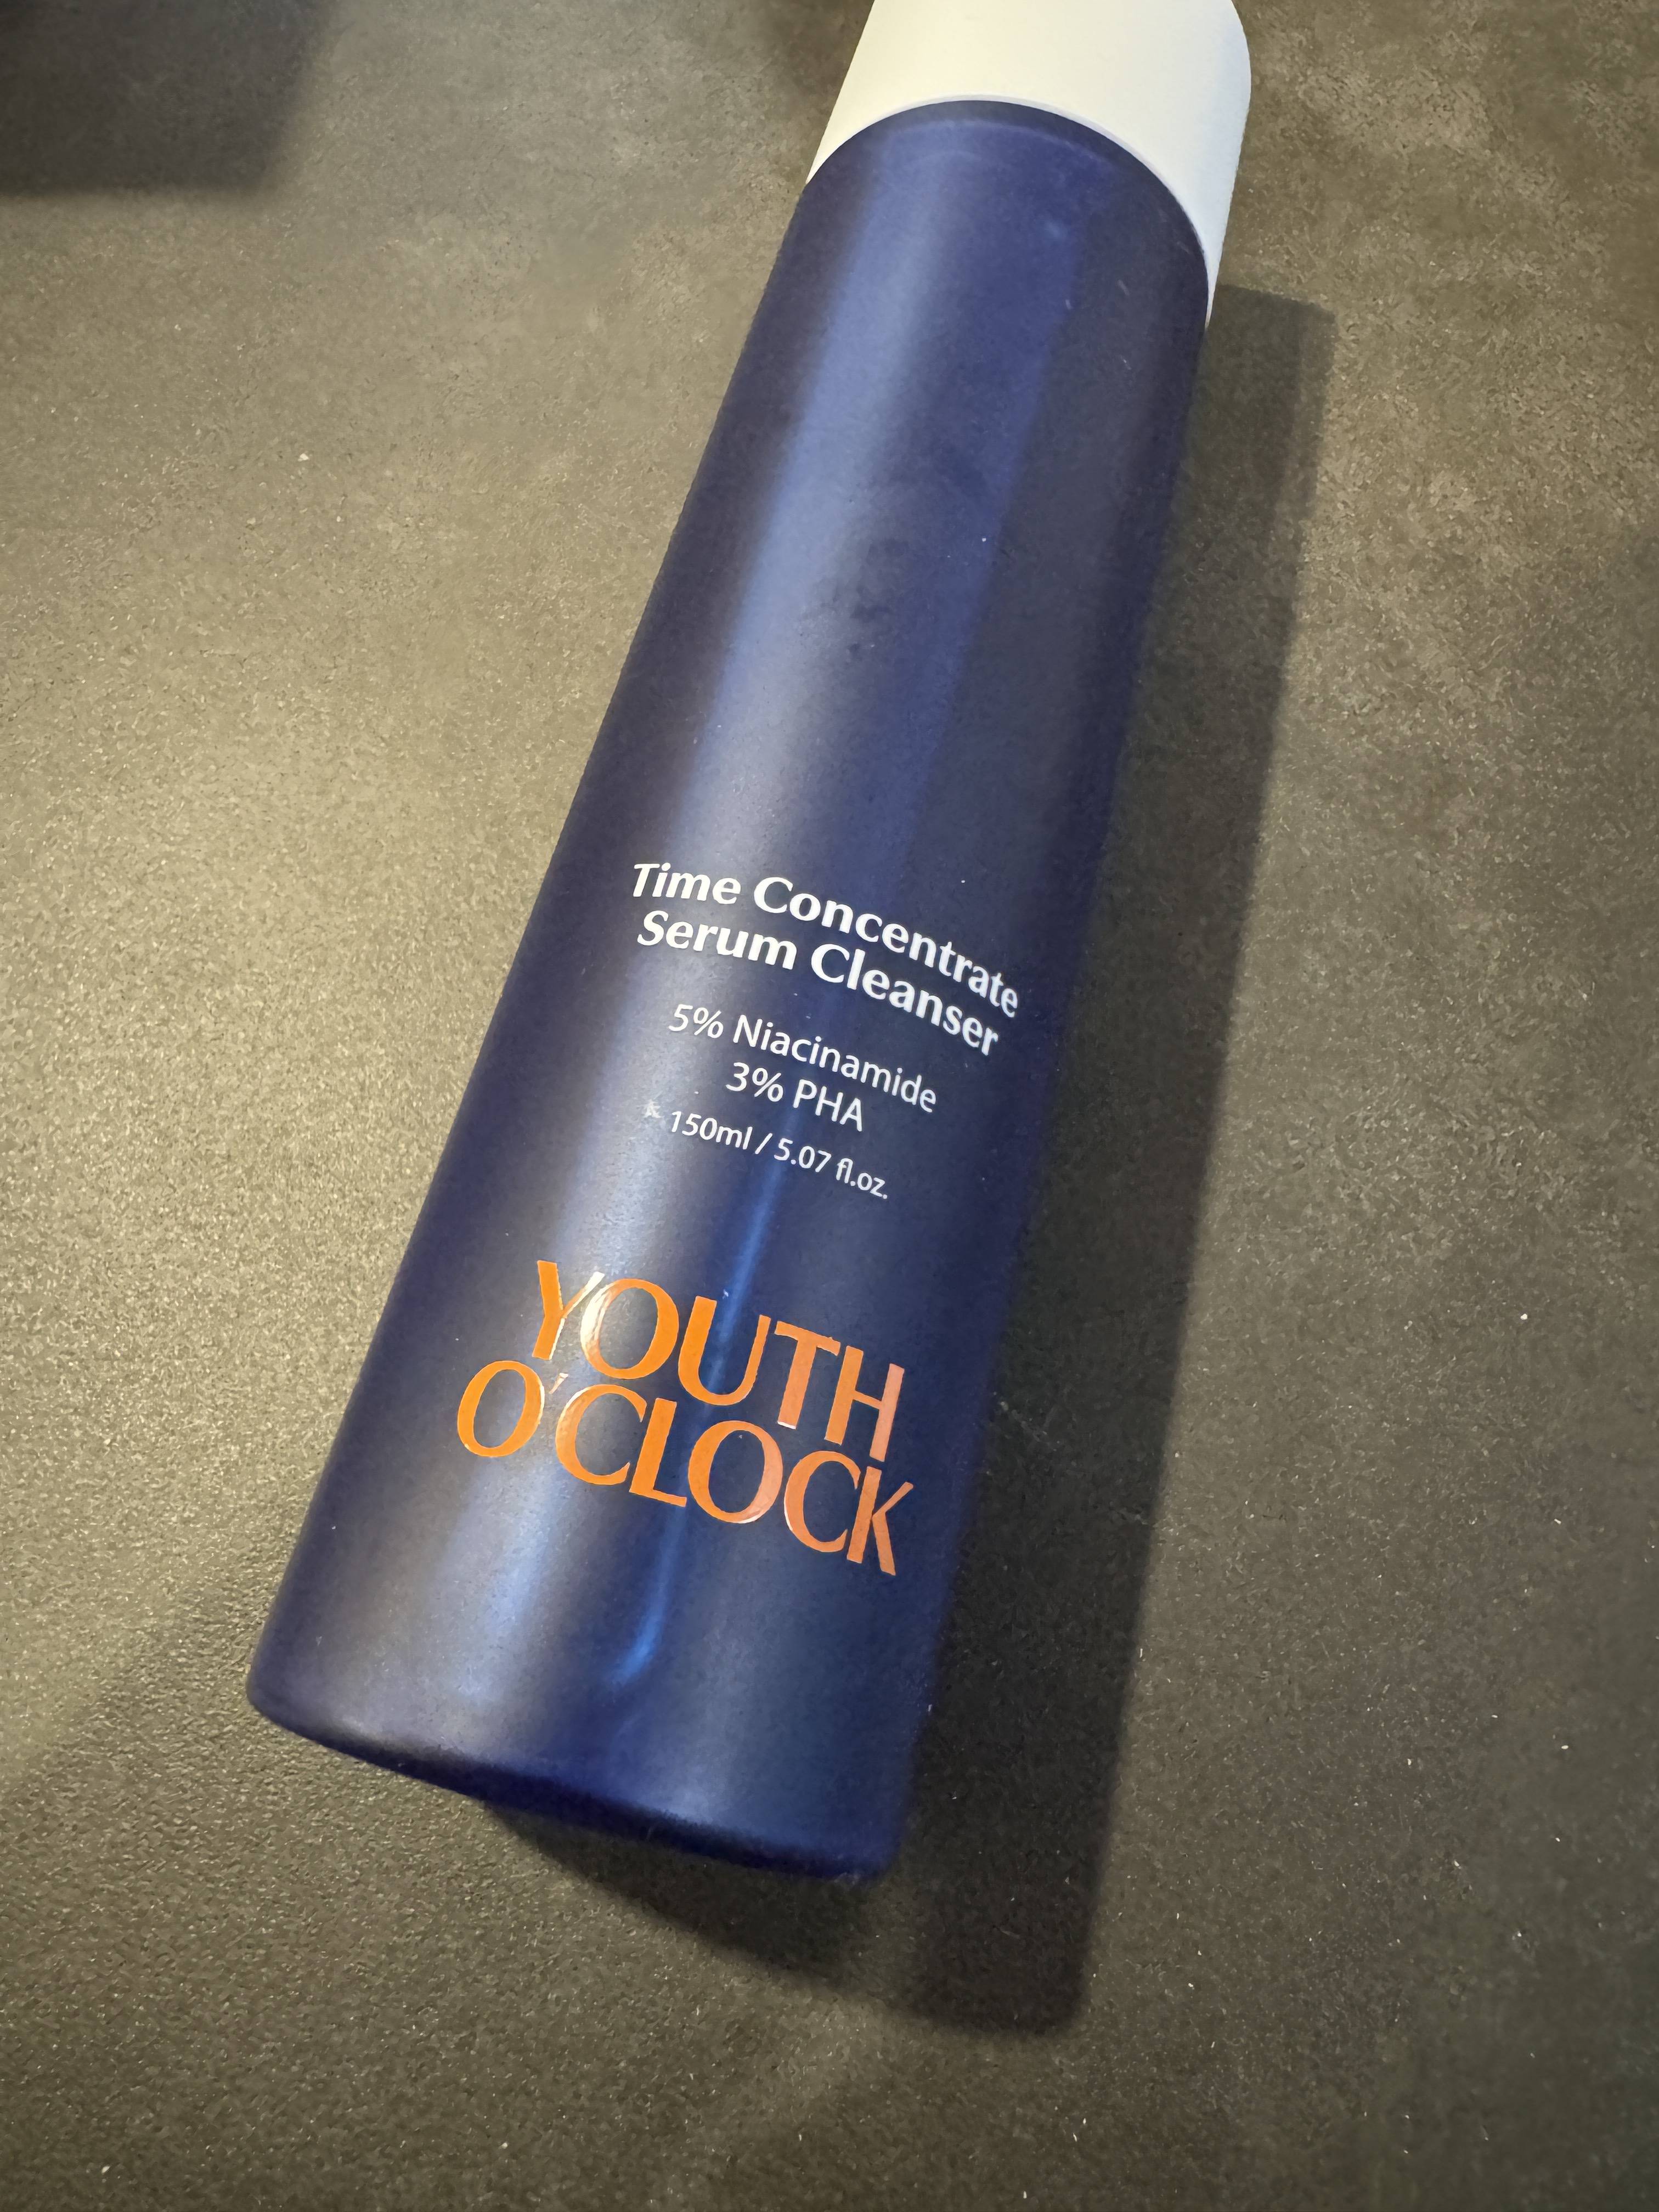 Time Concentrate
Serum Cleanser
5% Niacinamide
3% PHA
150ml / 5.07 fl.oz.
YOUTH
O'CLOCK